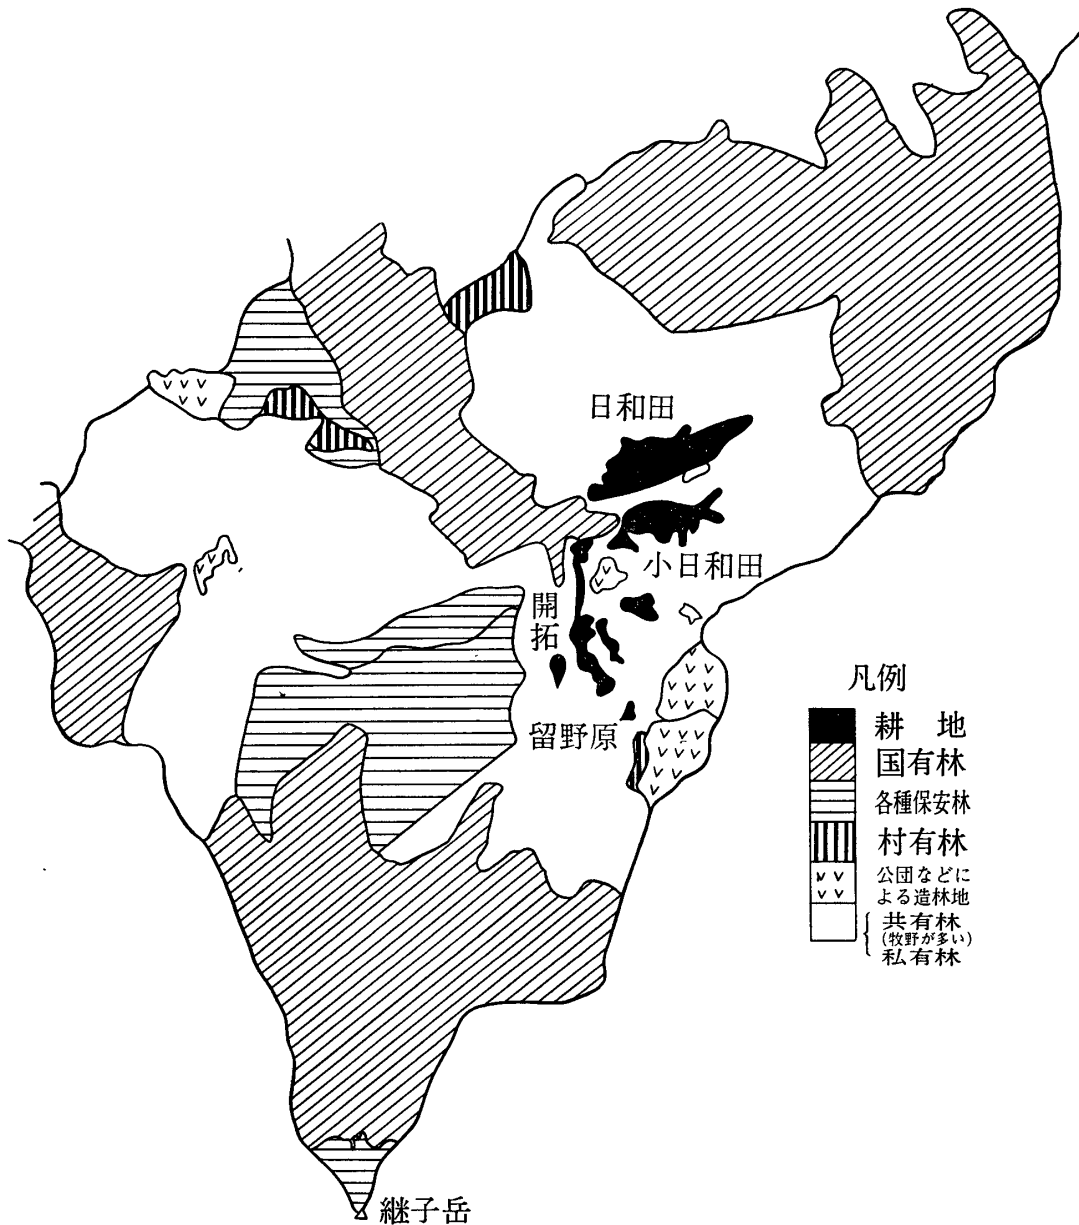 日和田
小日和田
開拓
留野原
凡例
耕 地
国有林
各種保安林
村有林
公団などに
よる造林地
共有林
(牧野が多い)
私有林
継子岳